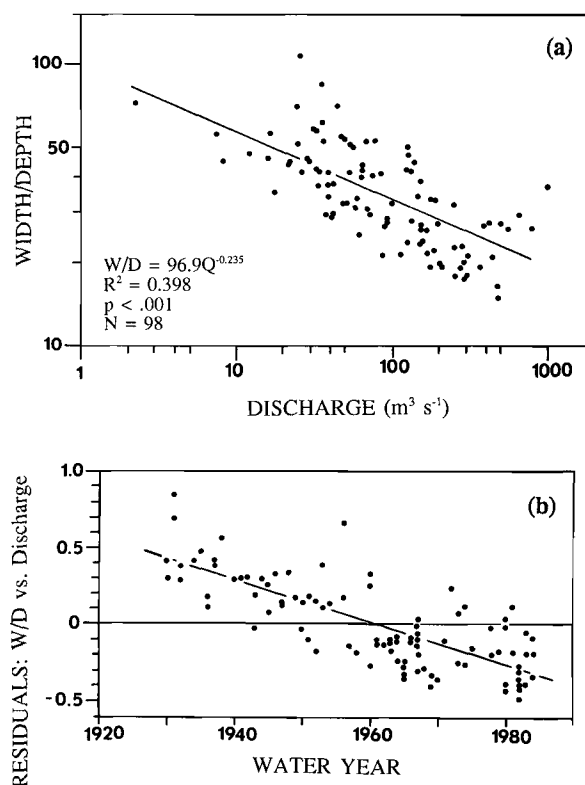 (a)
100
50
10
WIDTH/DEPTH
W/D = 96.9Q^-0.235
R² = 0.398
p < .001
N = 98
1
10
100
1000
DISCHARGE (m³ s⁻¹)
(b)
1.0
0.5
0
-0.5
RESIDUALS: W/D vs. Discharge
1920
1940
1960
1980
WATER YEAR